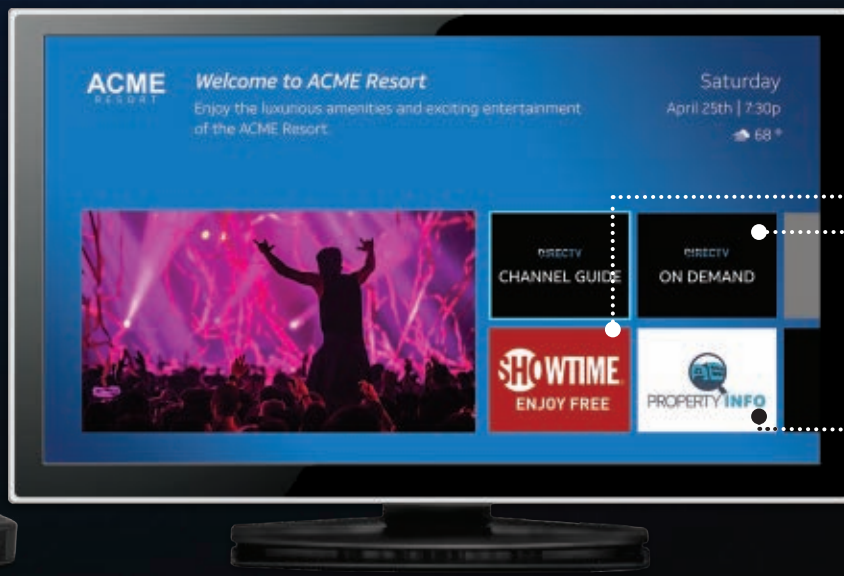 ACME
RESORT
Welcome to ACME Resort
Enjoy the luxurious amenities and exciting entertainment
of the ACME Resort.
Saturday
April 25th | 7:30p
68°
DIRECTV
CHANNEL GUIDE
DIRECTV
ON DEMAND
SHOWTIME
ENJOY FREE
PROPERTY INFO